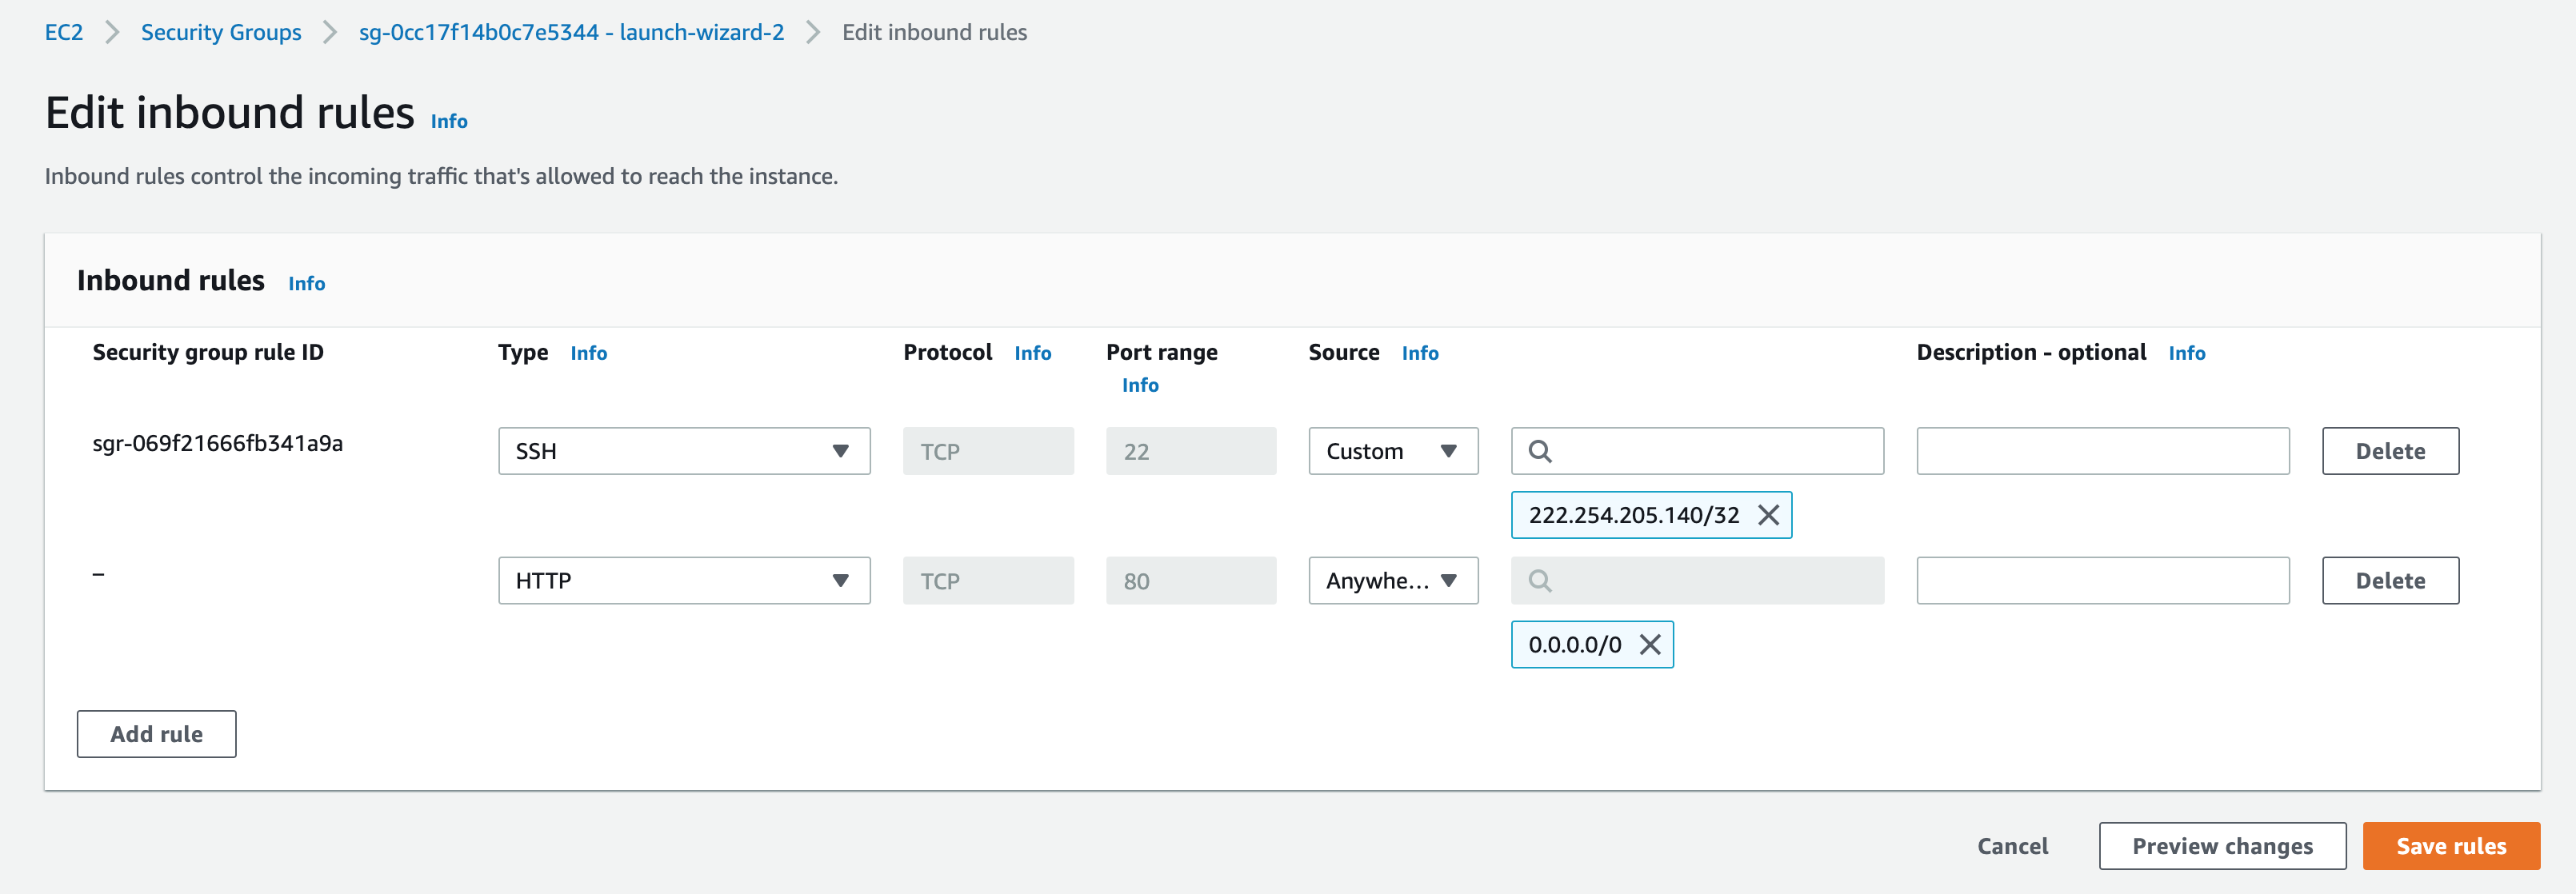 EC2 > Security Groups > sg-0cc17f14b0c7e5344 - launch-wizard-2 > Edit inbound rules
Edit inbound rules Info
Inbound rules control the incoming traffic that's allowed to reach the instance.
Inbound rules Info
Security group rule ID Type Info Protocol Info Port range Info Source Info Description - optional Info
sgr-069f21666fb341a9a SSH TCP 22 Custom Delete
222.254.205.140/32
– HTTP TCP 80 Anywhe... Delete
0.0.0.0/0
Add rule
Cancel Preview changes Save rules